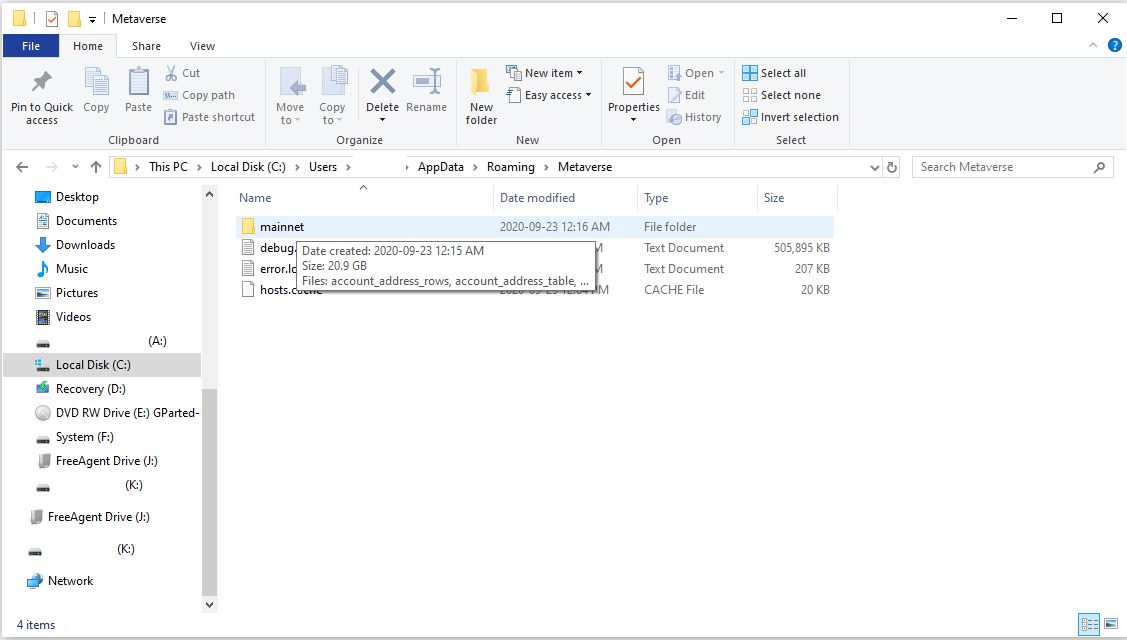 Metaverse
File Home Share View
Pin to Quick access
Copy
Paste
Cut
Copy path
Paste shortcut
Clipboard
Move to
Copy to
Delete
Rename
Organize
New folder
New item
Easy access
New
Properties
Open
Edit
History
Open
Select all
Select none
Invert selection
Select
This PC > Local Disk (C:) > Users > > AppData > Roaming > Metaverse
Search Metaverse
Desktop
Documents
Downloads
Music
Pictures
Videos
(A:)
Local Disk (C:)
Recovery (D:)
DVD RW Drive (E:) GParted-
System (F:)
FreeAgent Drive (J:)
(K:)
FreeAgent Drive (J:)
(K:)
Network
Name Date modified Type Size
mainnet 2020-09-23 12:16 AM File folder
debug. Text Document 505,895 KB
error.lo Text Document 207 KB
hosts.cache CACHE File 20 KB
Date created: 2020-09-23 12:15 AM
Size: 20.9 GB
Files: account_address_rows, account_address_table, ...
4 items